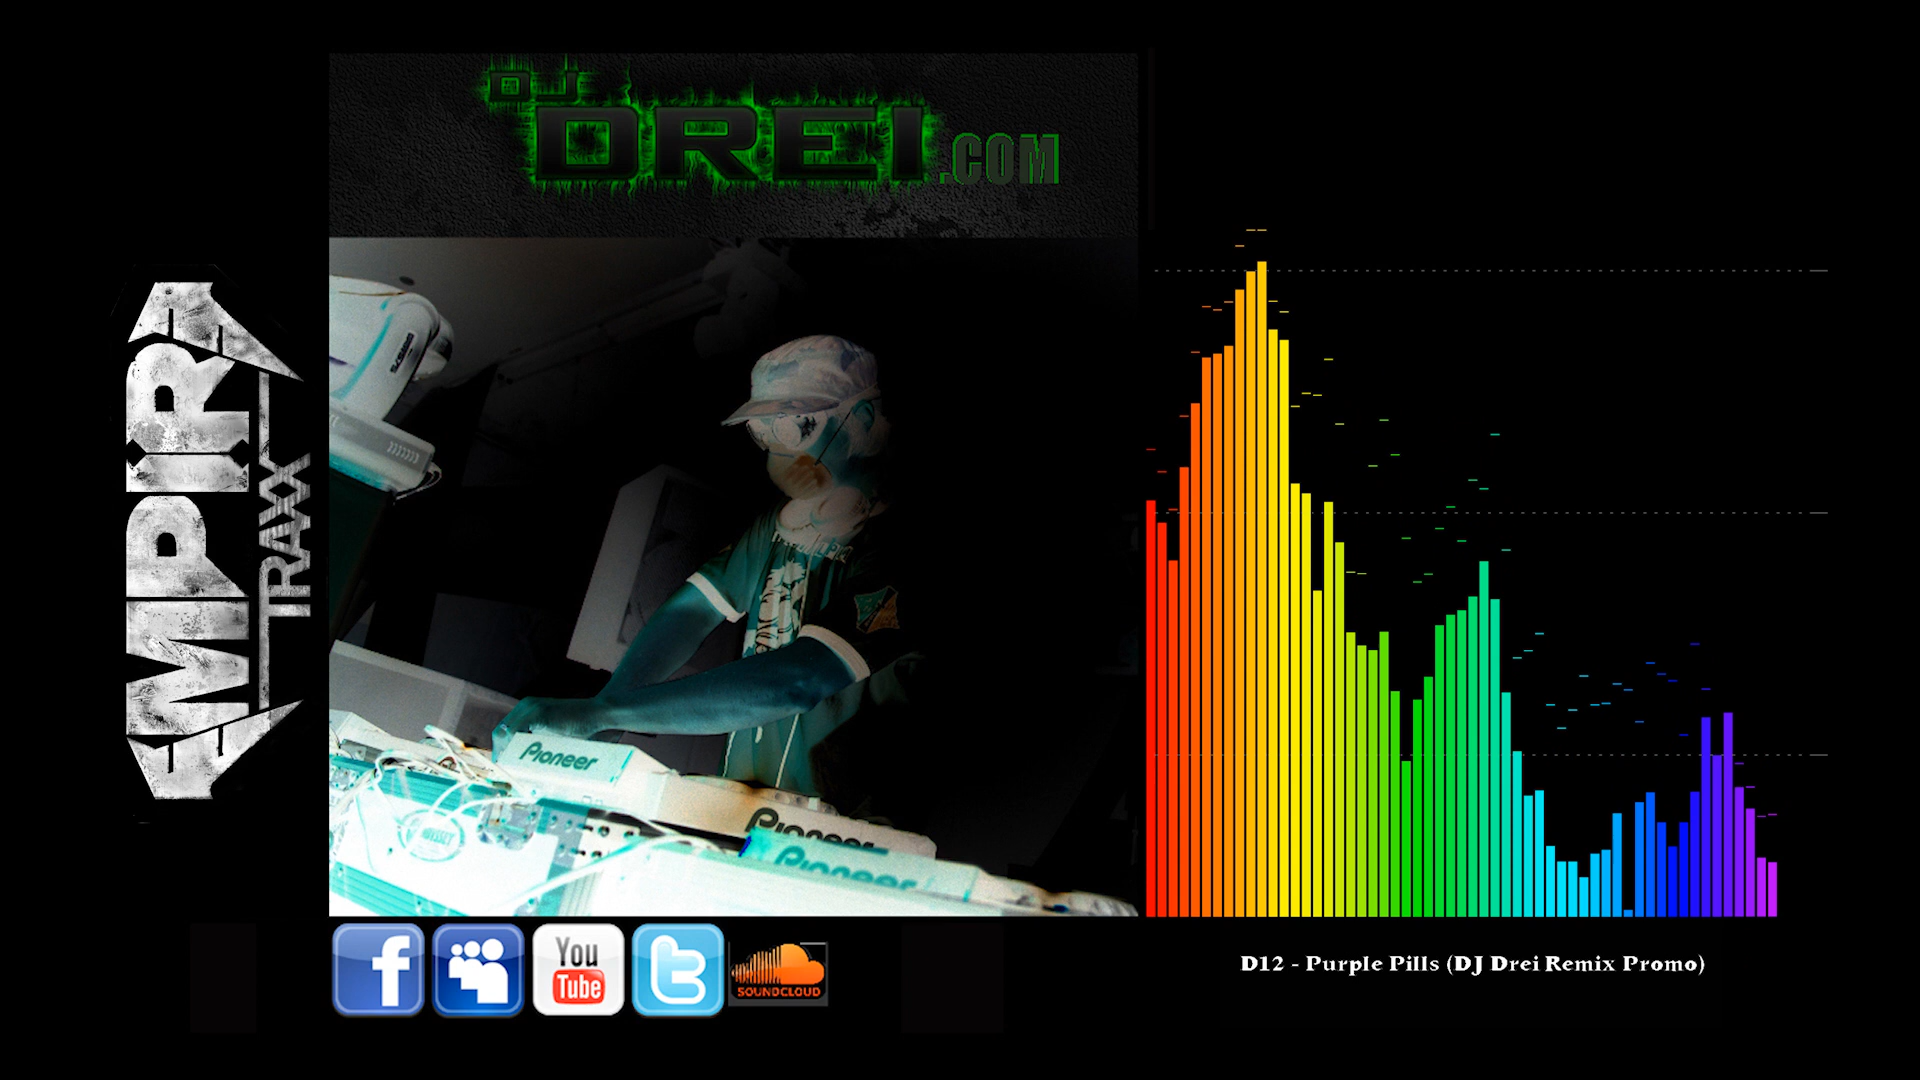 DJ
DREI.COM
EMPIRE
TRAXX
Pioneer
Pioneer
Pioneer
f
You
Tube
t
SOUNDCLOUD
D12 - Purple Pills (DJ Drei Remix Promo)